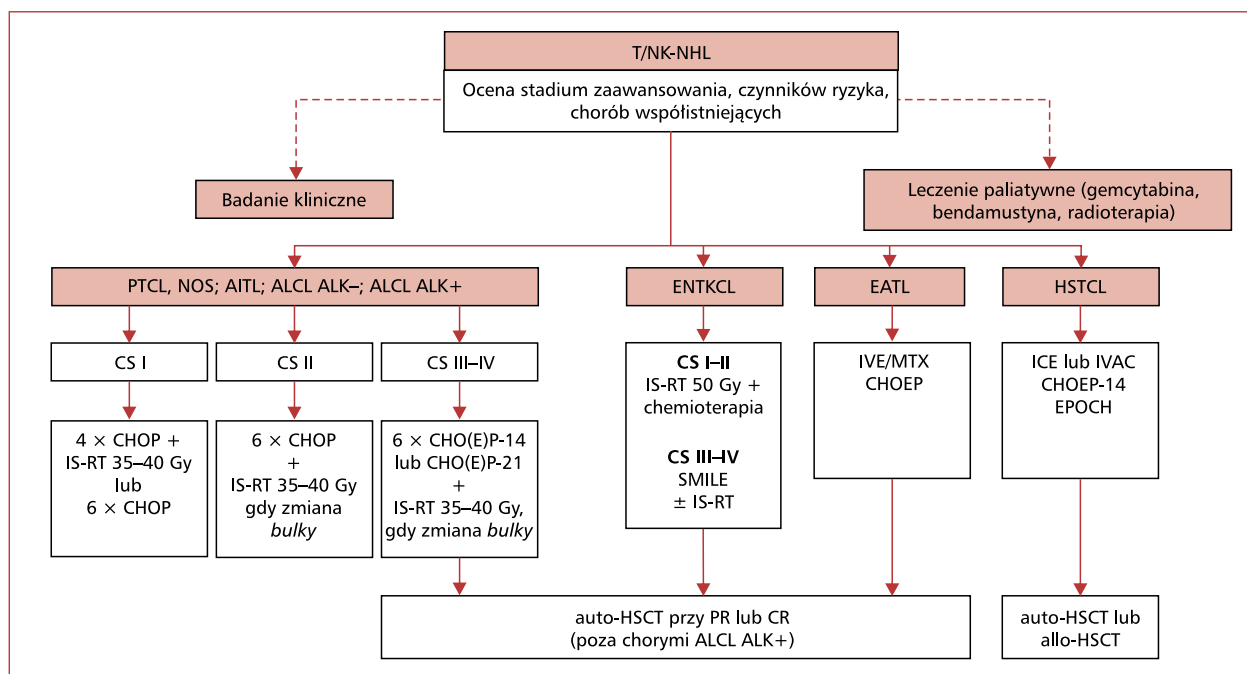 T/NK-NHL
Ocena stadium zaawansowania, czynników ryzyka,
chorób współistniejących
Badanie kliniczne
Leczenie paliatywne (gemcytabina,
bendamustyna, radioterapia)
PTCL, NOS; AITL; ALCL ALK–; ALCL ALK+
ENTKCL
EATL
HSTCL
CS I
CS II
CS III–IV
4 × CHOP +
IS-RT 35–40 Gy
lub
6 × CHOP
6 × CHOP
+
IS-RT 35–40 Gy
gdy zmiana
bulky
6 × CHO(E)P-14
lub CHO(E)P-21
+
IS-RT 35–40 Gy,
gdy zmiana bulky
CS I–II
IS-RT 50 Gy +
chemioterapia
CS III–IV
SMILE
± IS-RT
IVE/MTX
CHOEP
ICE lub IVAC
CHOEP-14
EPOCH
auto-HSCT przy PR lub CR
(poza chorymi ALCL ALK+)
auto-HSCT lub
allo-HSCT